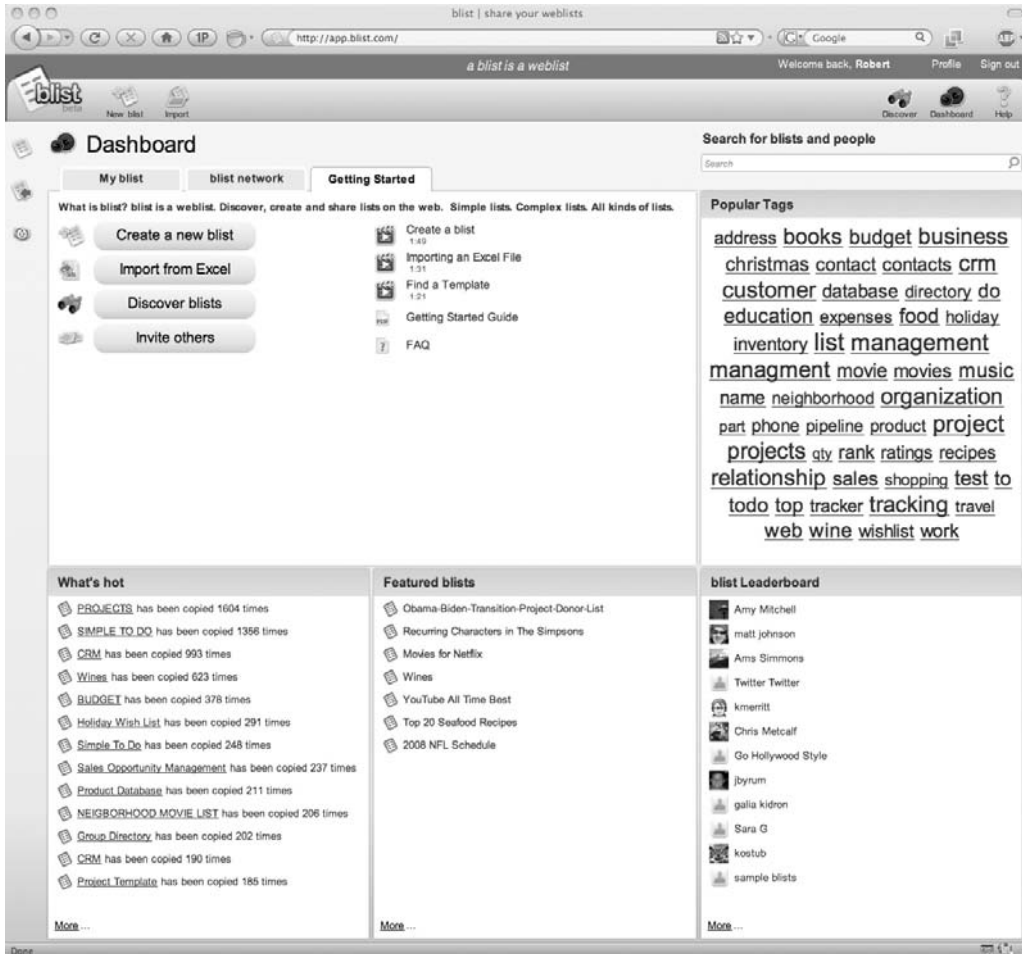 blist | share your weblists
1P
http://app.blist.com/
Google
a blist is a weblist
Welcome back, Robert
Profile
Sign out
blist
beta
New blist
Import
Discover
Dashboard
Help
Dashboard
Search for blists and people
Search
My blist
blist network
Getting Started
What is blist? blist is a weblist. Discover, create and share lists on the web. Simple lists. Complex lists. All kinds of lists.
Create a new blist
Import from Excel
Discover blists
Invite others
Create a blist
1:49
Importing an Excel File
1:31
Find a Template
1:21
Getting Started Guide
FAQ
Popular Tags
address books budget business
christmas contact contacts crm
customer database directory do
education expenses food holiday
inventory list management
managment movie movies music
name neighborhood organization
part phone pipeline product project
projects qty rank ratings recipes
relationship sales shopping test to
todo top tracker tracking travel
web wine wishlist work
What's hot
PROJECTS has been copied 1604 times
SIMPLE TO DO has been copied 1356 times
CRM has been copied 993 times
Wines has been copied 623 times
BUDGET has been copied 378 times
Holiday Wish List has been copied 291 times
Simple To Do has been copied 248 times
Sales Opportunity Management has been copied 237 times
Product Database has been copied 211 times
NEIGBORHOOD MOVIE LIST has been copied 206 times
Group Directory has been copied 202 times
CRM has been copied 190 times
Project Template has been copied 185 times
More ...
Featured blists
Obama-Biden-Transition-Project-Donor-List
Recurring Characters in The Simpsons
Movies for Netflix
Wines
YouTube All Time Best
Top 20 Seafood Recipes
2008 NFL Schedule
More ...
blist Leaderboard
Amy Mitchell
matt johnson
Ams Simmons
Twitter Twitter
kmerritt
Chris Metcalf
Go Hollywood Style
jbyrum
galia kidron
Sara G
kostub
sample blists
More ...
Done